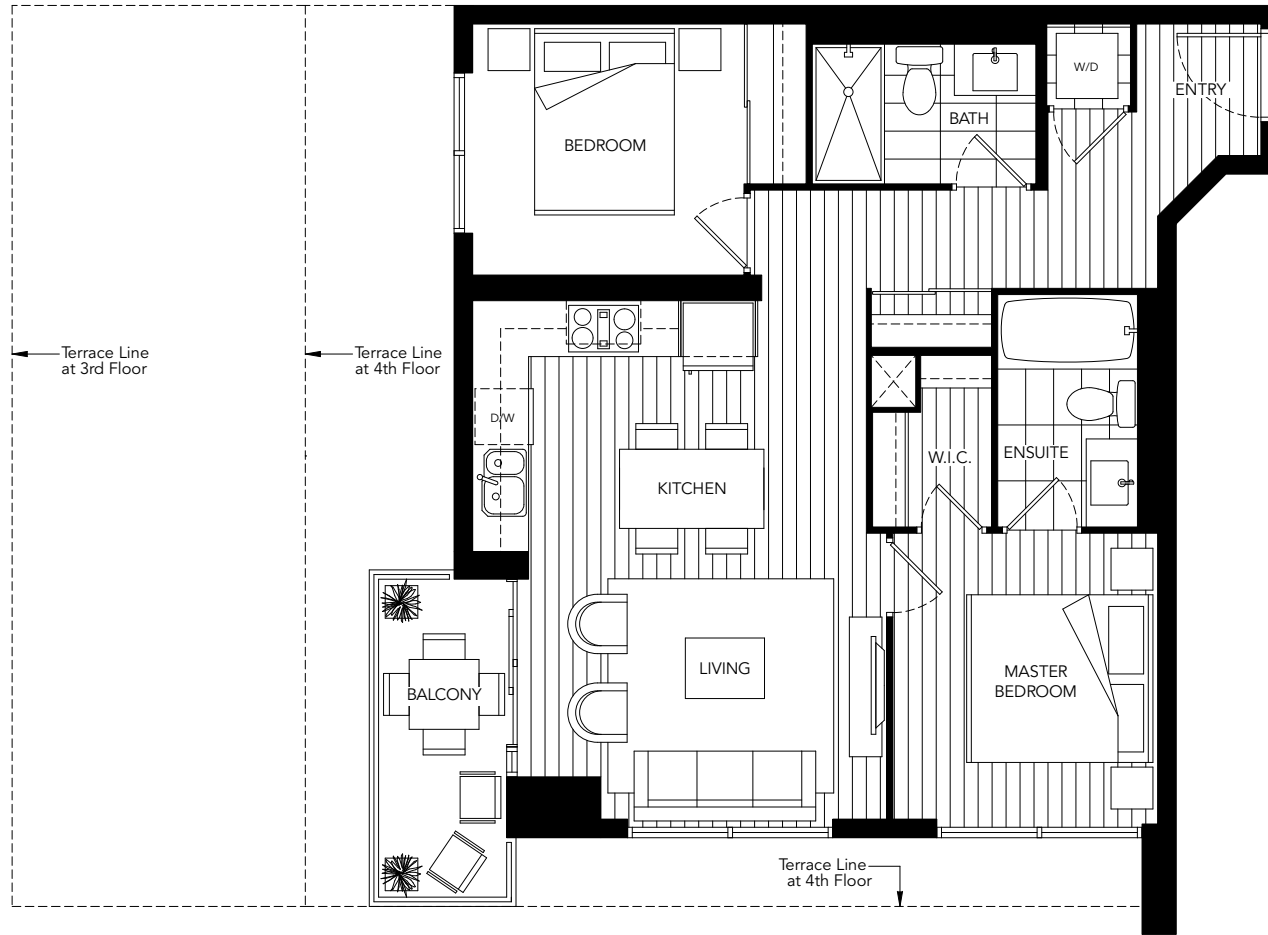 W/D
ENTRY
BATH
BEDROOM
Terrace Line
at 3rd Floor
Terrace Line
at 4th Floor
D/W
W.I.C.
ENSUITE
KITCHEN
LIVING
MASTER
BEDROOM
BALCONY
Terrace Line
at 4th Floor